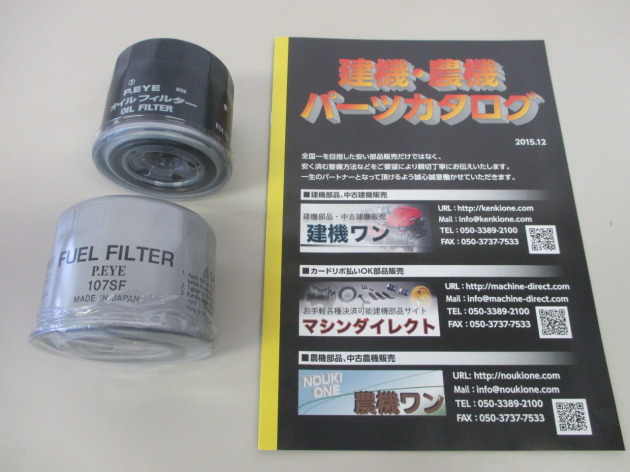 P.EYE 203
オイルフィルター
OIL FILTER
FUEL FILTER
P.EYE
107SF
MADE IN JAPAN
建機・農機
パーツカタログ
2015.12
全国一を目指した安い部品販売だけではなく、
安く済む整備方法などをご要望により親切丁寧にお伝えいたします。
一生のパートナーとなって頂けるよう誠心誠意働かせていただきます。
■建機部品、中古建機販売
建機部品・中古建機販売
建機ワン
URL：http://kenkione.com
Mail：info@kenkione.com
TEL：050-3389-2100
FAX：050-3737-7533
■カードリボ払いOK部品販売
お手軽各種決済可能建機部品サイト
マシンダイレクト
URL：http://machine-direct.com
Mail：info@machine-direct.com
TEL：050-3389-2100
FAX：050-3737-7533
■農機部品、中古農機販売
NOUKI
ONE
農機ワン
URL: http://noukione.com
Mail：info@noukione.com
TEL：050-3389-2100
FAX：050-3737-7533